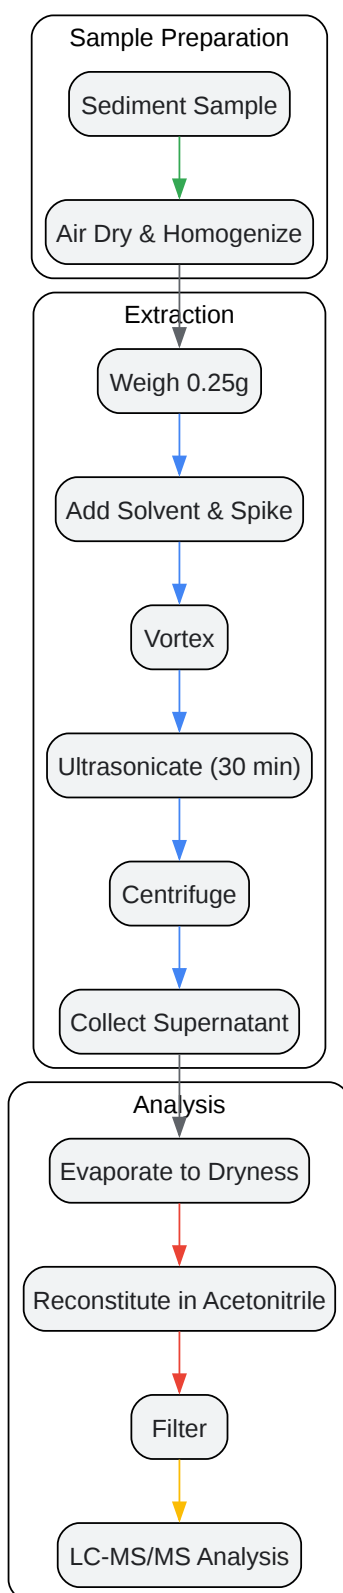 Sample Preparation
Sediment Sample
Air Dry & Homogenize
Extraction
Weigh 0.25g
Add Solvent & Spike
Vortex
Ultrasonicate (30 min)
Centrifuge
Collect Supernatant
Analysis
Evaporate to Dryness
Reconstitute in Acetonitrile
Filter
LC-MS/MS Analysis